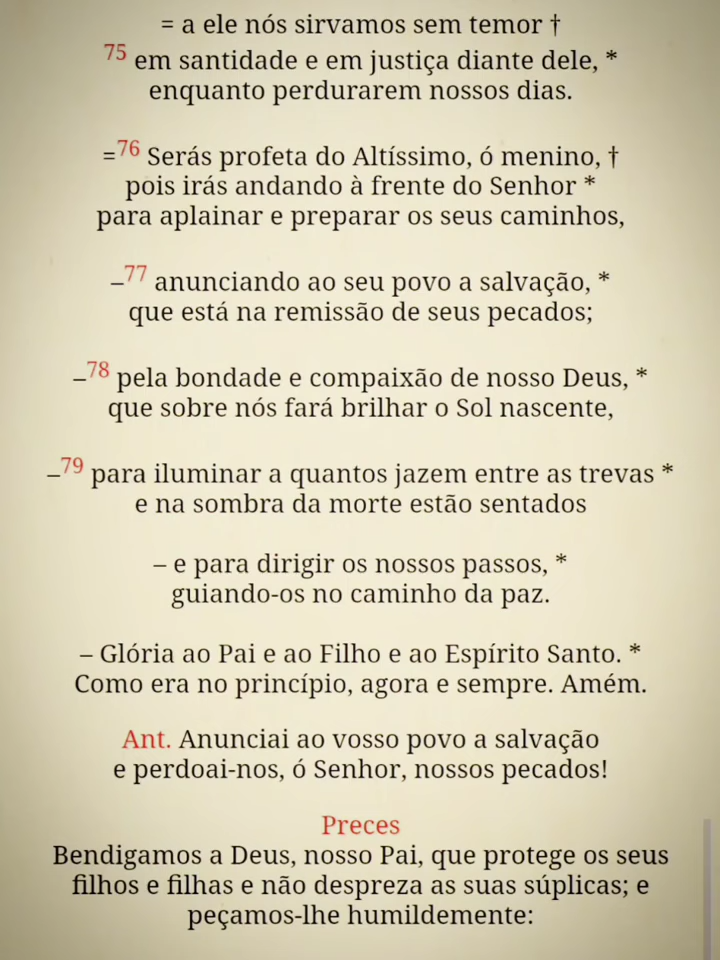 = a ele nós sirvamos sem temor †
75 em santidade e em justiça diante dele, *
enquanto perdurarem nossos dias.
=76 Serás profeta do Altíssimo, ó menino, †
pois irás andando à frente do Senhor *
para aplainar e preparar os seus caminhos,
–77 anunciando ao seu povo a salvação, *
que está na remissão de seus pecados;
–78 pela bondade e compaixão de nosso Deus, *
que sobre nós fará brilhar o Sol nascente,
–79 para iluminar a quantos jazem entre as trevas *
e na sombra da morte estão sentados
– e para dirigir os nossos passos, *
guiando-os no caminho da paz.
– Glória ao Pai e ao Filho e ao Espírito Santo. *
Como era no princípio, agora e sempre. Amém.
Ant. Anunciai ao vosso povo a salvação
e perdoai-nos, ó Senhor, nossos pecados!
Preces
Bendigamos a Deus, nosso Pai, que protege os seus
filhos e filhas e não despreza as suas súplicas; e
peçamos-lhe humildemente: